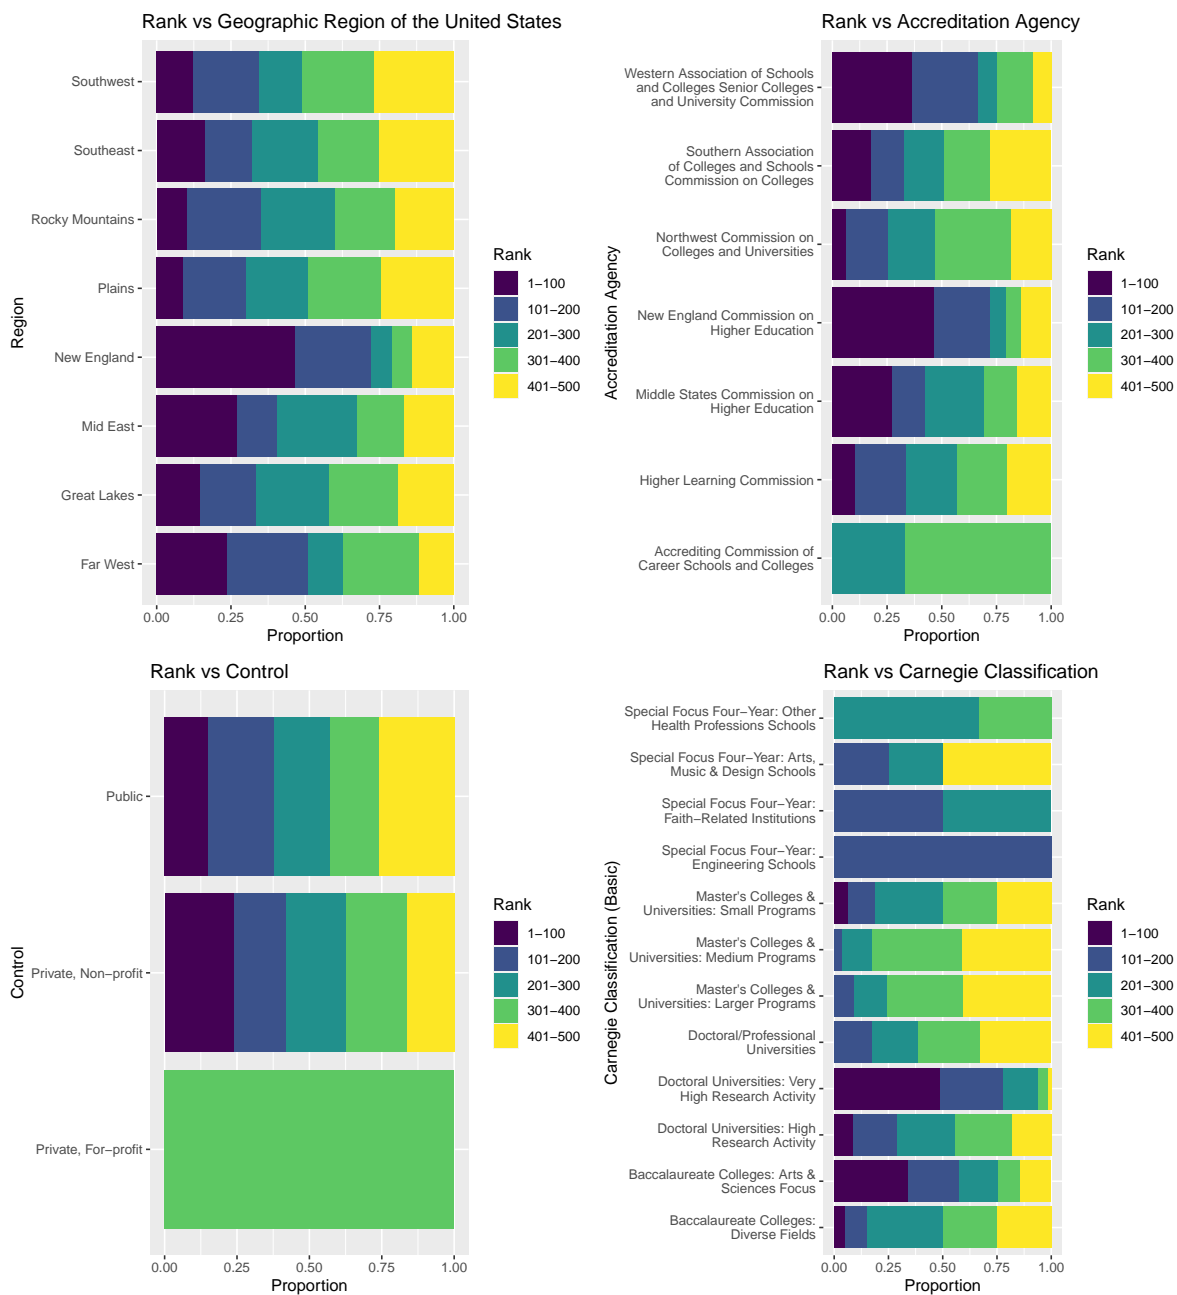 Rank vs Geographic Region of the United States
Region
Southwest
Southeast
Rocky Mountains
Plains
New England
Mid East
Great Lakes
Far West
0.00 0.25 0.50 0.75 1.00
Proportion
Rank
1−100
101−200
201−300
301−400
401−500
Rank vs Accreditation Agency
Accreditation Agency
Western Association of Schools
and Colleges Senior Colleges
and University Commission
Southern Association
of Colleges and Schools
Commission on Colleges
Northwest Commission on
Colleges and Universities
New England Commission on
Higher Education
Middle States Commission on
Higher Education
Higher Learning Commission
Accrediting Commission of
Career Schools and Colleges
0.00 0.25 0.50 0.75 1.00
Proportion
Rank
1−100
101−200
201−300
301−400
401−500
Rank vs Control
Control
Public
Private, Non−profit
Private, For−profit
0.00 0.25 0.50 0.75 1.00
Proportion
Rank
1−100
101−200
201−300
301−400
401−500
Rank vs Carnegie Classification
Carnegie Classification (Basic)
Special Focus Four−Year: Other
Health Professions Schools
Special Focus Four−Year: Arts,
Music & Design Schools
Special Focus Four−Year:
Faith−Related Institutions
Special Focus Four−Year:
Engineering Schools
Master's Colleges &
Universities: Small Programs
Master's Colleges &
Universities: Medium Programs
Master's Colleges &
Universities: Larger Programs
Doctoral/Professional
Universities
Doctoral Universities: Very
High Research Activity
Doctoral Universities: High
Research Activity
Baccalaureate Colleges: Arts &
Sciences Focus
Baccalaureate Colleges:
Diverse Fields
0.00 0.25 0.50 0.75 1.00
Proportion
Rank
1−100
101−200
201−300
301−400
401−500